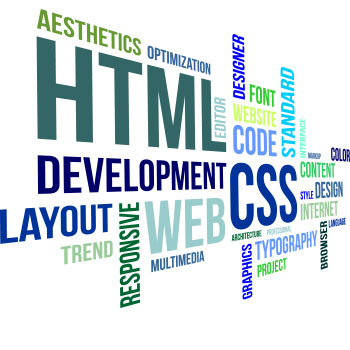 AESTHETICS
OPTIMIZATION
HTML
EDITOR
DESIGNER
FONT
WEBSITE
CODE
STANDARD
INTERFACE
MARKUP
COLOR
CONTENT
DEVELOPMENT
CSS
STYLE
DESIGN
INTERNET
LANGUAGE
LAYOUT
RESPONSIVE
WEB
TREND
MULTIMEDIA
ARCHITECTURE
PROFESSIONAL
GRAPHICS
TYPOGRAPHY
PROJECT
BROWSER